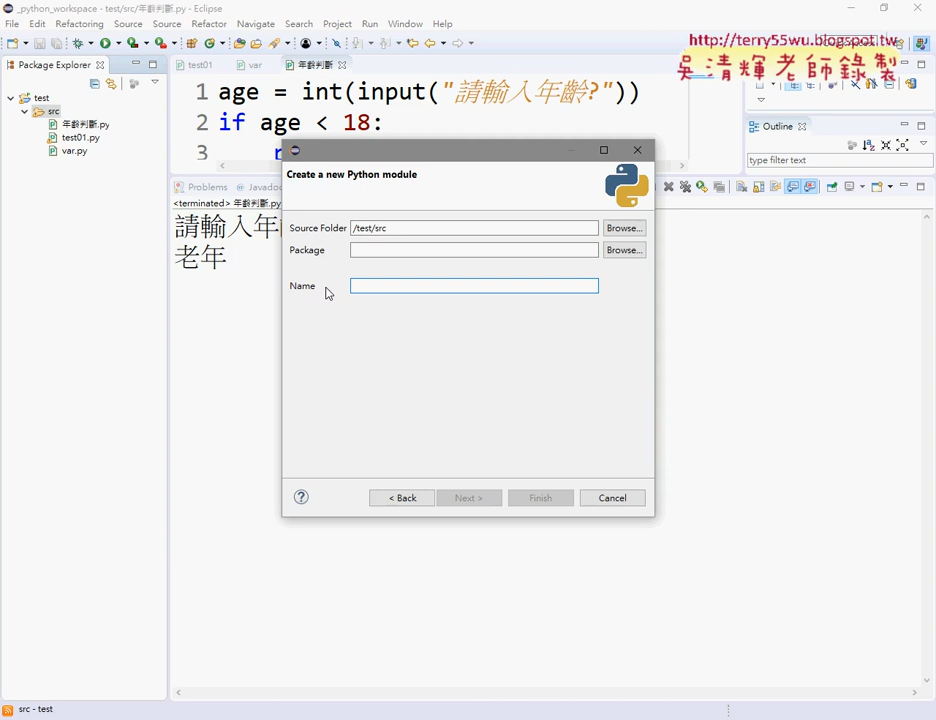 _python_workspace - test/src/年齡判斷.py - Eclipse
File Edit Refactoring Source Source Refactor Navigate Search Project Run Window Help
http://terry55wu.blogspot.tw
吳清輝老師錄製
Package Explorer
test
src
年齡判斷.py
test01.py
var.py
test01 var 年齡判斷
1 age = int(input("請輸入年齡?"))
2 if age < 18:
3
Outline
type filter text
Problems @ Javadoc
<terminated> 年齡判斷.py
請輸入年
老年
Create a new Python module
Source Folder /test/src Browse...
Package Browse...
Name
? < Back Next > Finish Cancel
src - test